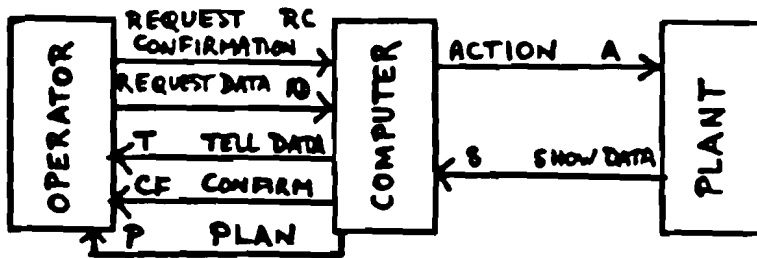 OPERATOR
REQUEST RC
CONFIRMATION
REQUEST DATA RD
T TELL DATA
CF CONFIRM
P PLAN
COMPUTER
ACTION A
S SHOW DATA
PLANT